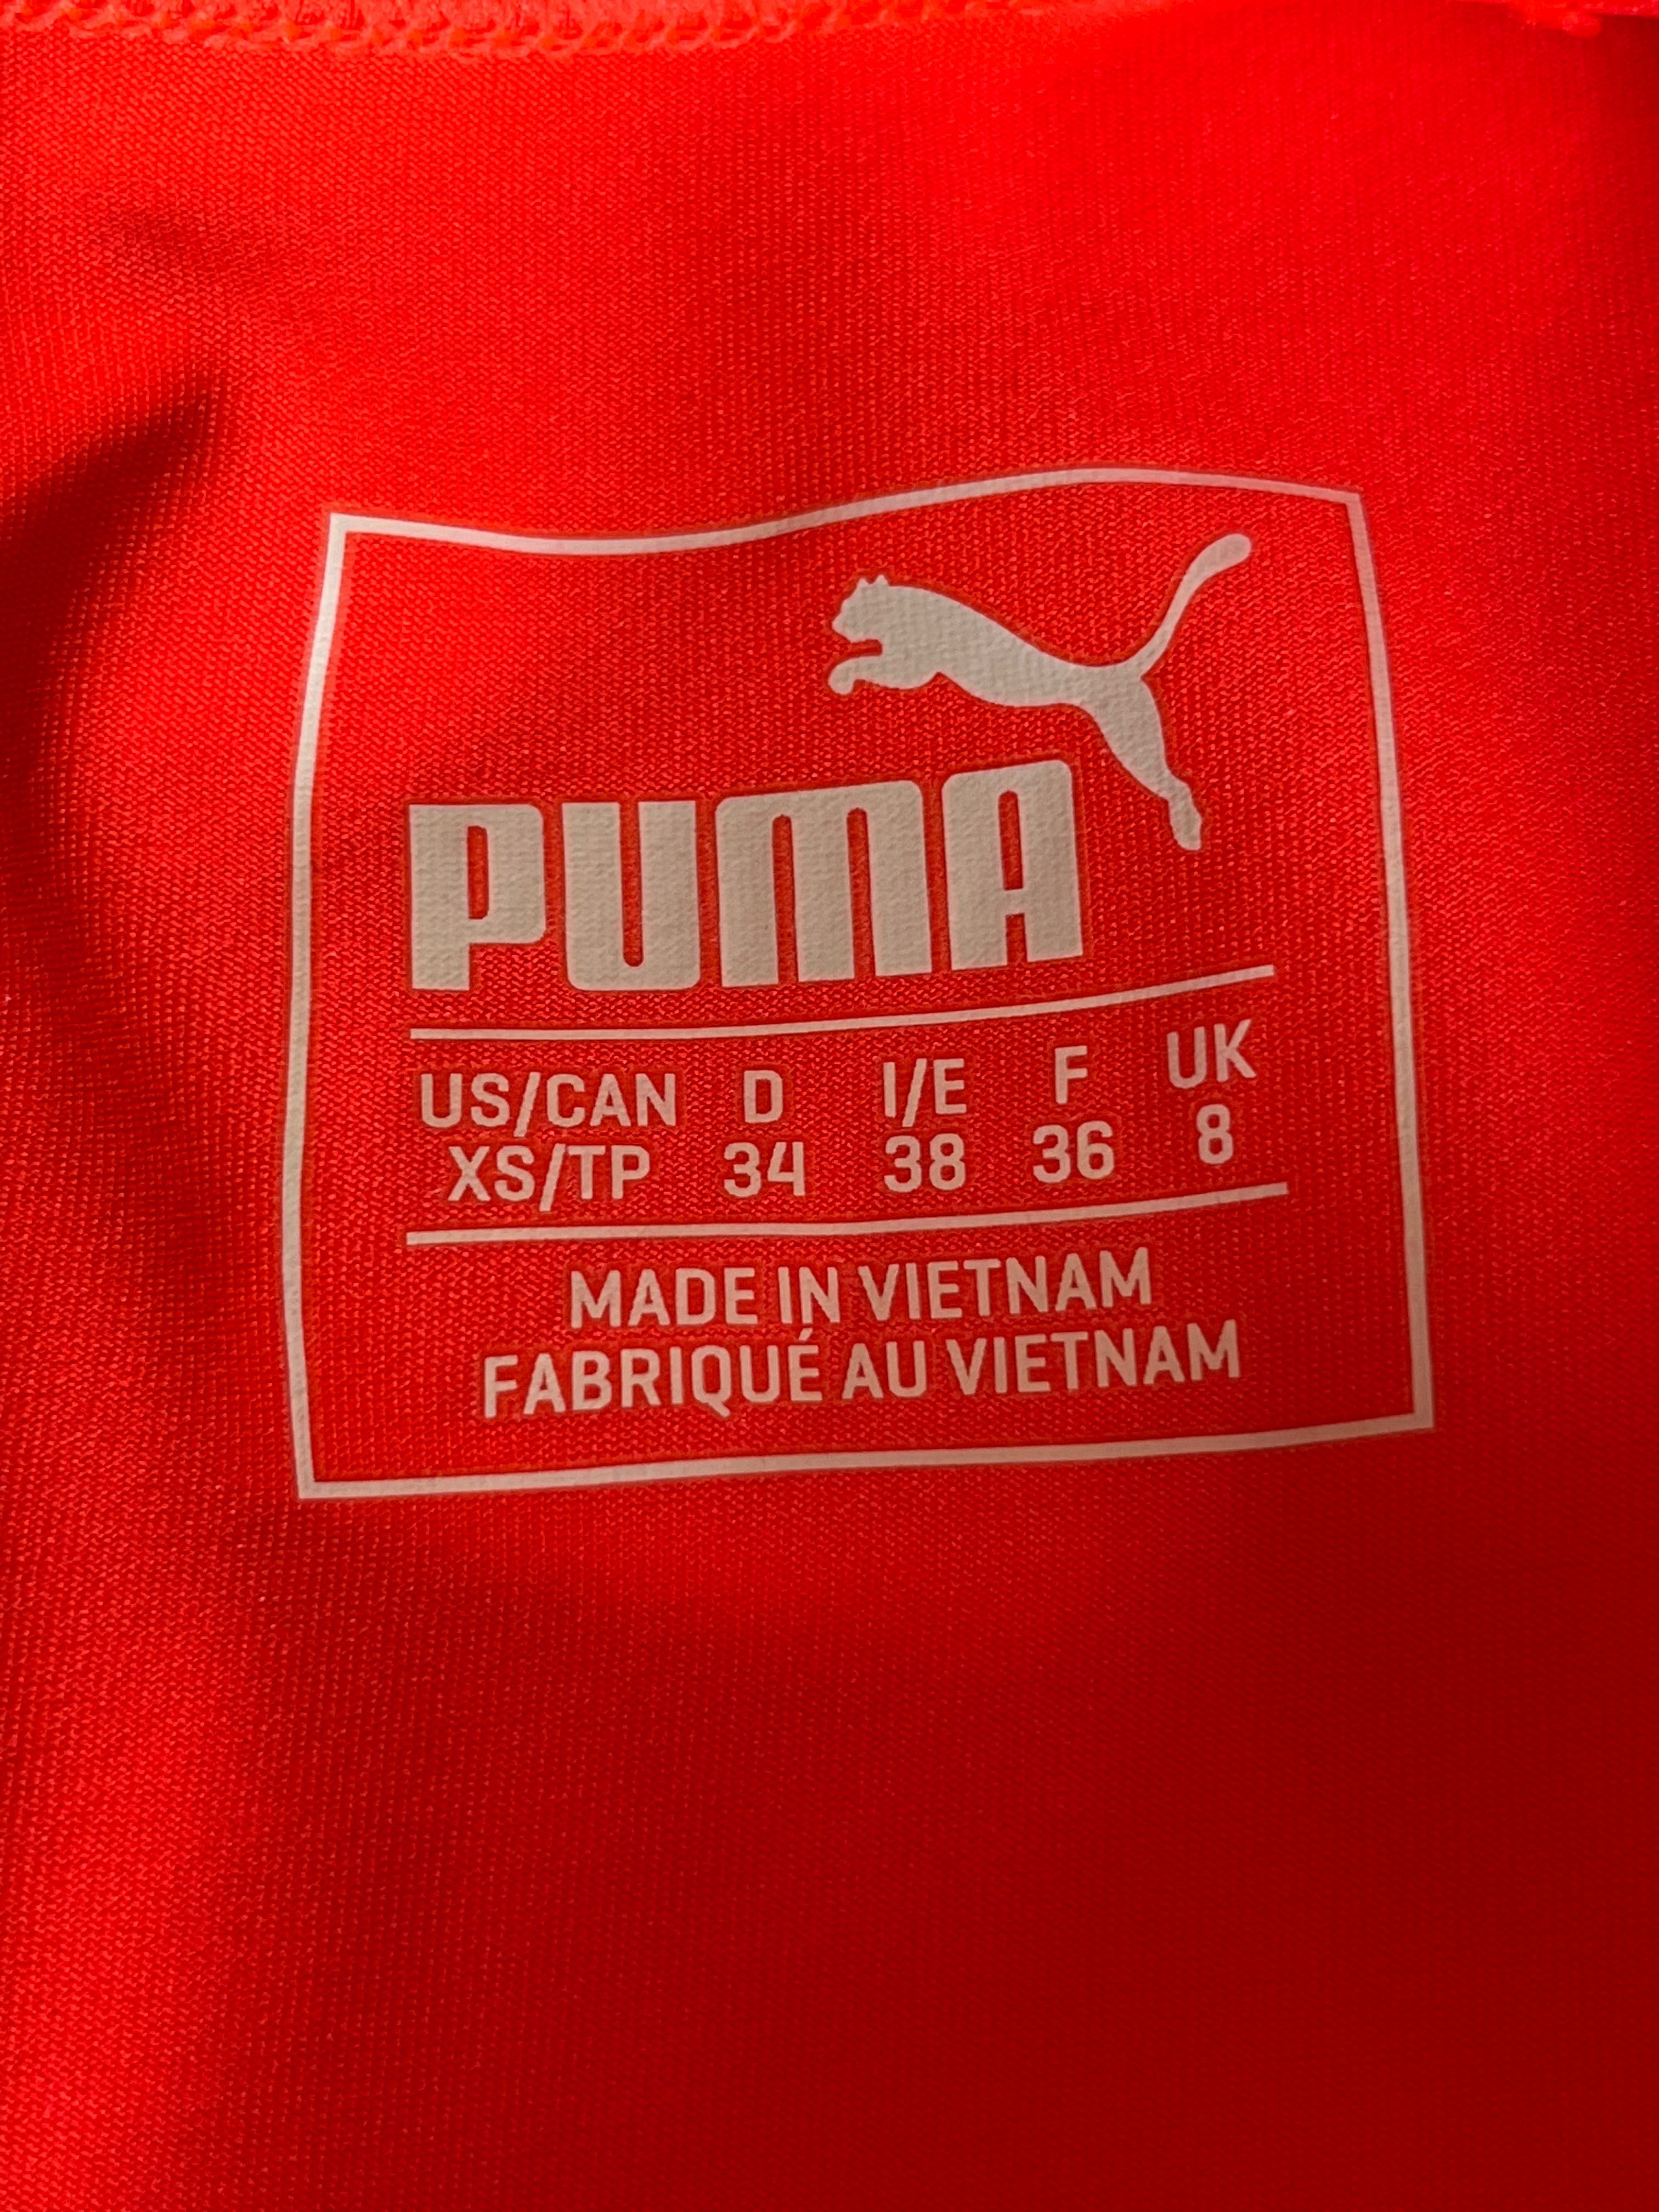 PUMA
US/CAN D I/E F UK
XS/TP 34 38 36 8
MADE IN VIETNAM
FABRIQUÉ AU VIETNAM